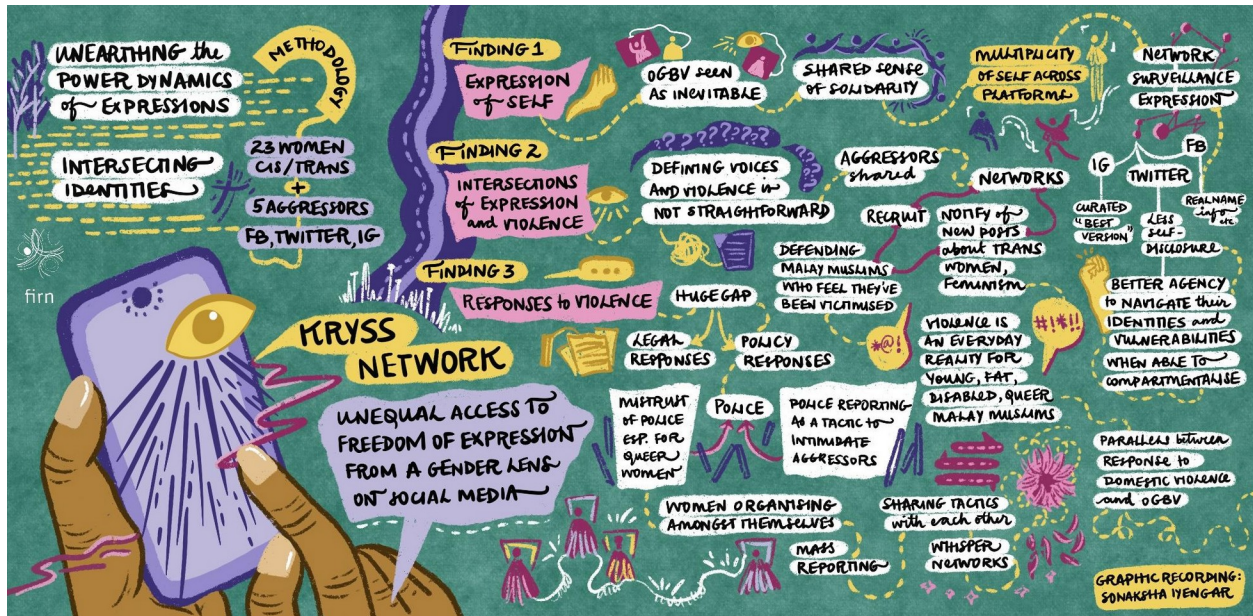 UNEARTHING the
POWER DYNAMICS
of EXPRESSIONS
INTERSECTING
IDENTITIES
METHODOLOGY
23 WOMEN
CIS/TRANS
+
5 AGGRESSORS
FB, TWITTER, IG
firn
KRYSS
NETWORK
UNEQUAL ACCESS TO
FREEDOM OF EXPRESSION
FROM A GENDER LENS
ON SOCIAL MEDIA
FINDING 1
EXPRESSION
of SELF
OGBV SEEN
AS INEVITABLE
SHARED SENSE
OF SOLIDARITY
MULTIPLICITY
OF SELF ACROSS
PLATFORMS
NETWORK
SURVEILLANCE
EXPRESSION
IG
TWITTER
FB
CURATED
"BEST
VERSION"
LESS
SELF-
DISCLOSURE
REAL NAME
info
etc.
BETTER AGENCY
to NAVIGATE their
IDENTITIES and
VULNERABILITIES
WHEN ABLE TO
COMPARTMENTALISE
FINDING 2
INTERSECTIONS
of EXPRESSION
and VIOLENCE
? ? ? ? ? ? ? ? ?
DEFINING VOICES
AND VIOLENCE is
NOT STRAIGHTFORWARD
AGGRESSORS
shared
NETWORKS
RECRUIT
NOTIFY of
NEW POSTS
about TRANS
WOMEN,
FEMINISM
DEFENDING
MALAY MUSLIMS
WHO FEEL THEY'VE
BEEN VICTIMISED
*@!
#!*!!
VIOLENCE IS
AN EVERYDAY
REALITY FOR
YOUNG, FAT,
DISABLED, QUEER
MALAY MUSLIMS
FINDING 3
RESPONSES to VIOLENCE
HUGE GAP
LEGAL
RESPONSES
POLICY
RESPONSES
MISTRUST
OF POLICE
ESP. FOR
QUEER
WOMEN
POLICE
POLICE REPORTING
AS A TACTIC to
INTIMIDATE
AGGRESSORS
WOMEN ORGANISING
AMONGST THEMSELVES
MASS
REPORTING
SHARING TACTICS
with each other
WHISPER
NETWORKS
PARALLELS between
RESPONSE to
DOMESTIC VIOLENCE
and OGBV
GRAPHIC RECORDING:
SONAKSHA IYENGAR